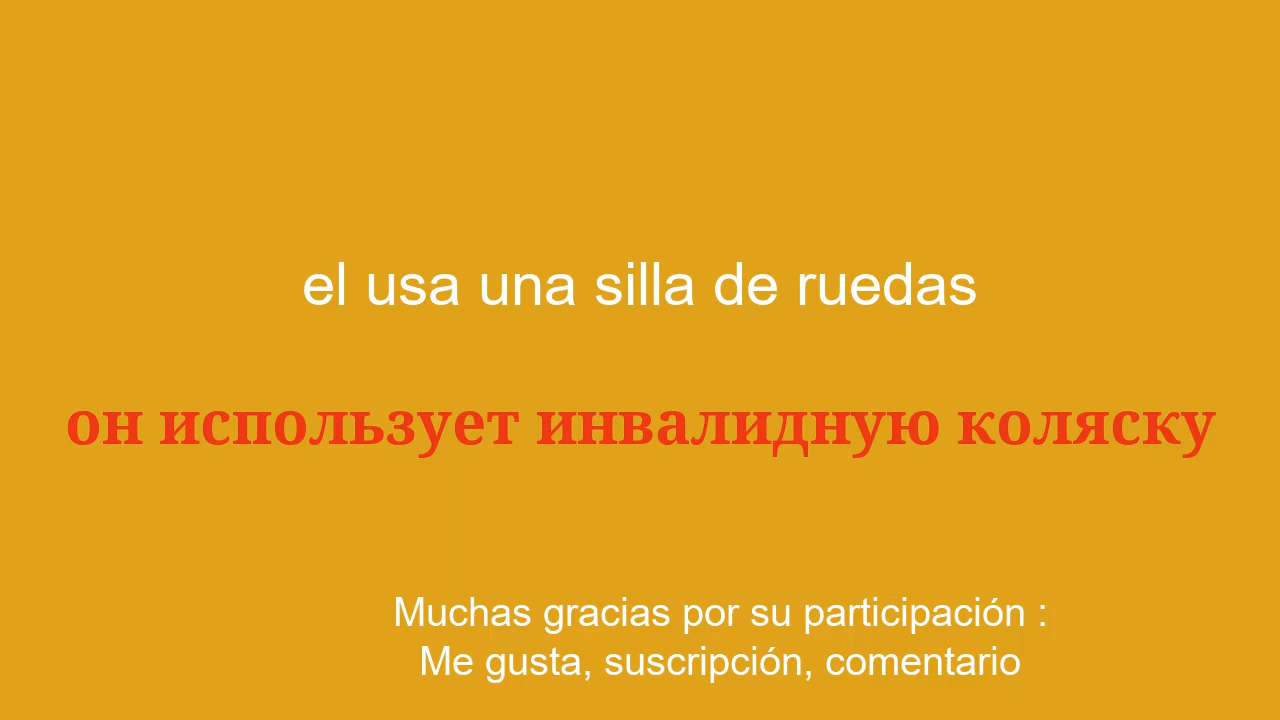 el usa una silla de ruedas
он использует инвалидную коляску
Muchas gracias por su participación :
Me gusta, suscripción, comentario